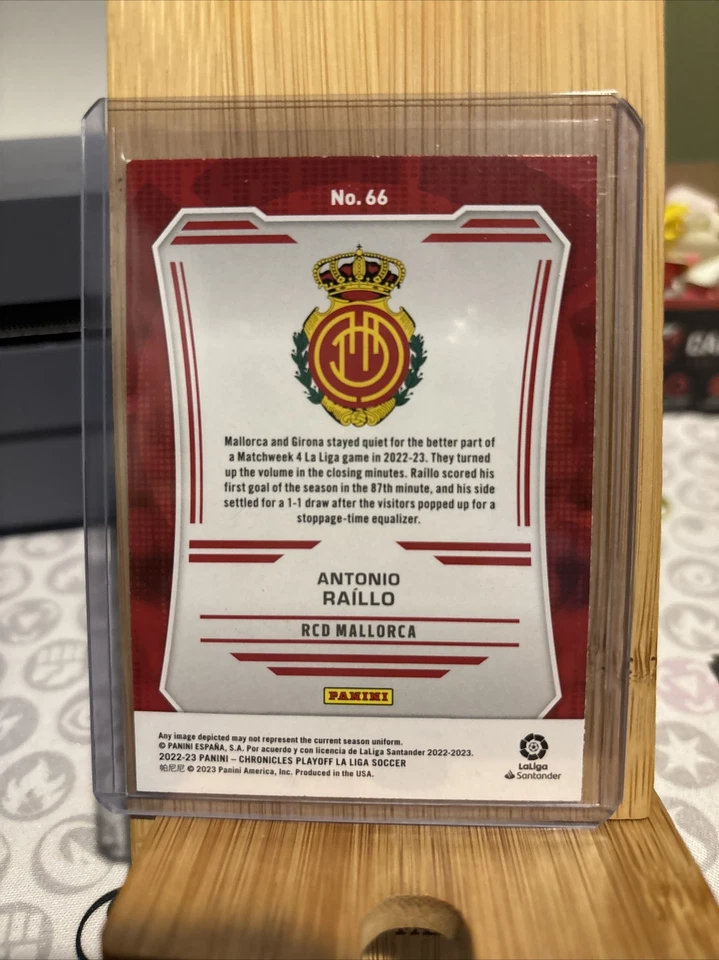 No. 66
Mallorca and Girona stayed quiet for the better part of
a Matchweek 4 La Liga game in 2022-23. They turned
up the volume in the closing minutes. Raíllo scored his
first goal of the season in the 87th minute, and his side
settled for a 1-1 draw after the visitors popped up for a
stoppage-time equalizer.
ANTONIO
RAÍLLO
RCD MALLORCA
PANINI
Any image depicted may not represent the current season uniform.
© PANINI ESPAÑA, S.A. Por acuerdo y con licencia de LaLiga Santander 2022-2023.
2022-23 PANINI – CHRONICLES PLAYOFF LA LIGA SOCCER
帕尼尼 © 2023 Panini America, Inc. Produced in the USA.
LaLiga
Santander